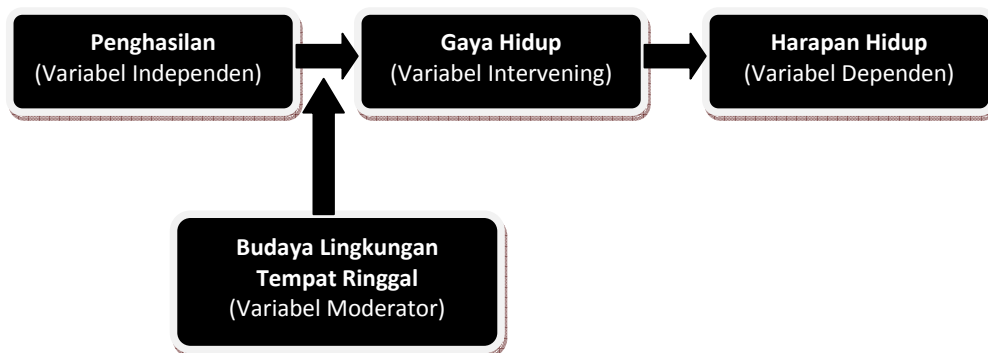 Penghasilan
(Variabel Independen)
Gaya Hidup
(Variabel Intervening)
Harapan Hidup
(Variabel Dependen)
Budaya Lingkungan
Tempat Ringgal
(Variabel Moderator)